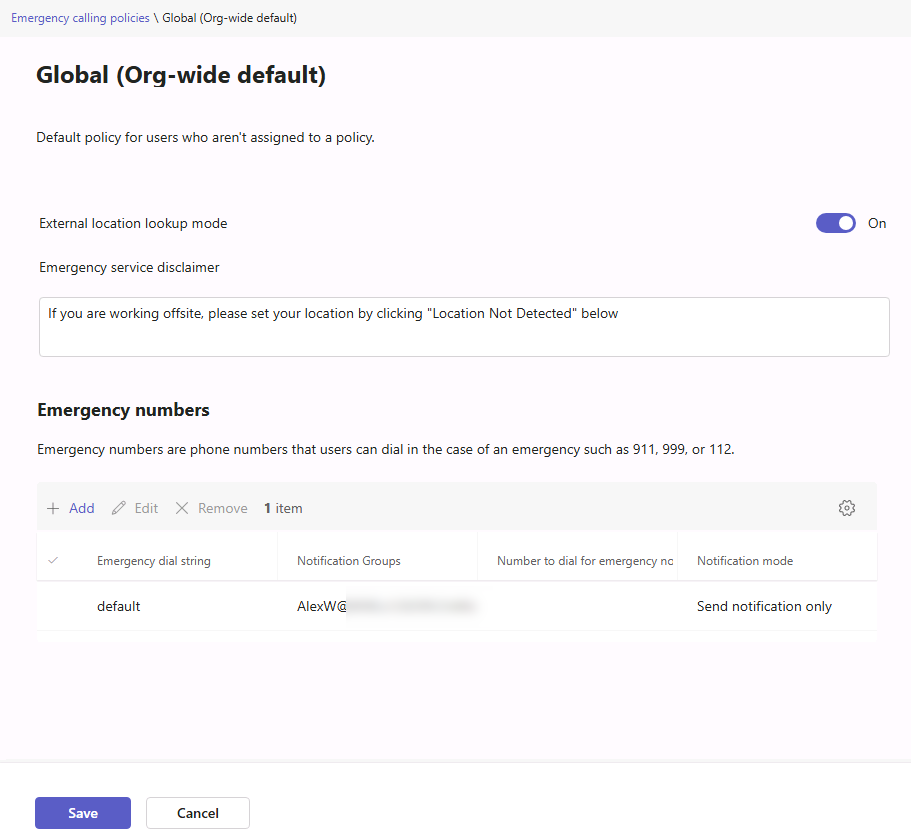 Emergency calling policies \ Global (Org-wide default)
Global (Org-wide default)
Default policy for users who aren't assigned to a policy.
External location lookup mode On
Emergency service disclaimer
If you are working offsite, please set your location by clicking "Location Not Detected" below
Emergency numbers
Emergency numbers are phone numbers that users can dial in the case of an emergency such as 911, 999, or 112.
Add Edit Remove 1 item
Emergency dial string Notification Groups Number to dial for emergency no Notification mode
default AlexW@ Send notification only
Save Cancel